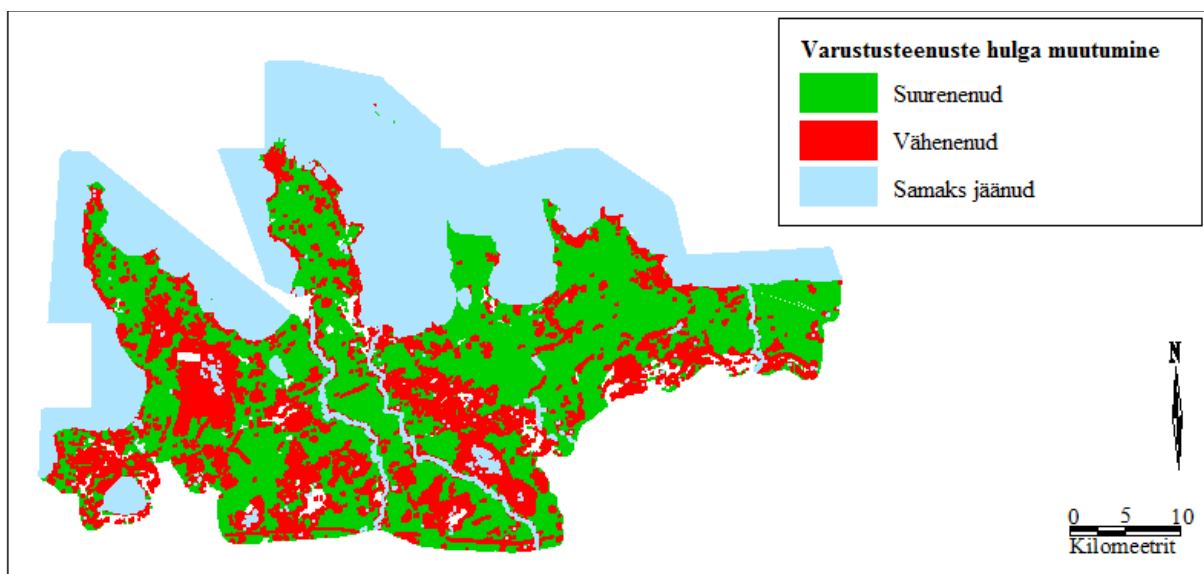 Varustusteenuste hulga muutumine
Suurenenud
Vähenenud
Samaks jäänud
N
0 5 10
Kilomeetrit